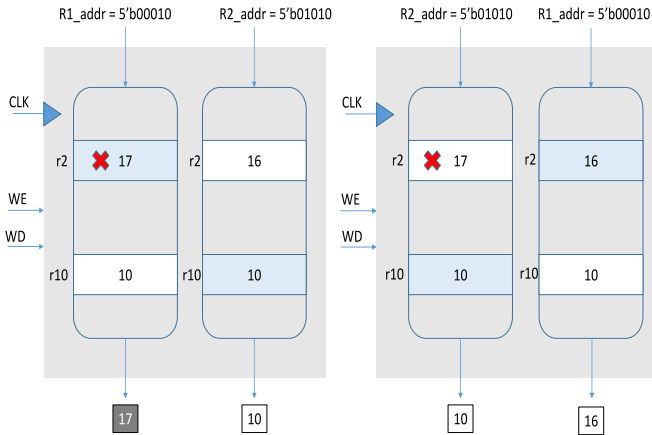 R1_addr = 5’b00010
R2_addr = 5’b01010
CLK
r2
17
r2
16
WE
WD
r10
10
r10
10
17
10
R2_addr = 5’b01010
R1_addr = 5’b00010
CLK
r2
17
r2
16
WE
WD
r10
10
r10
10
10
16